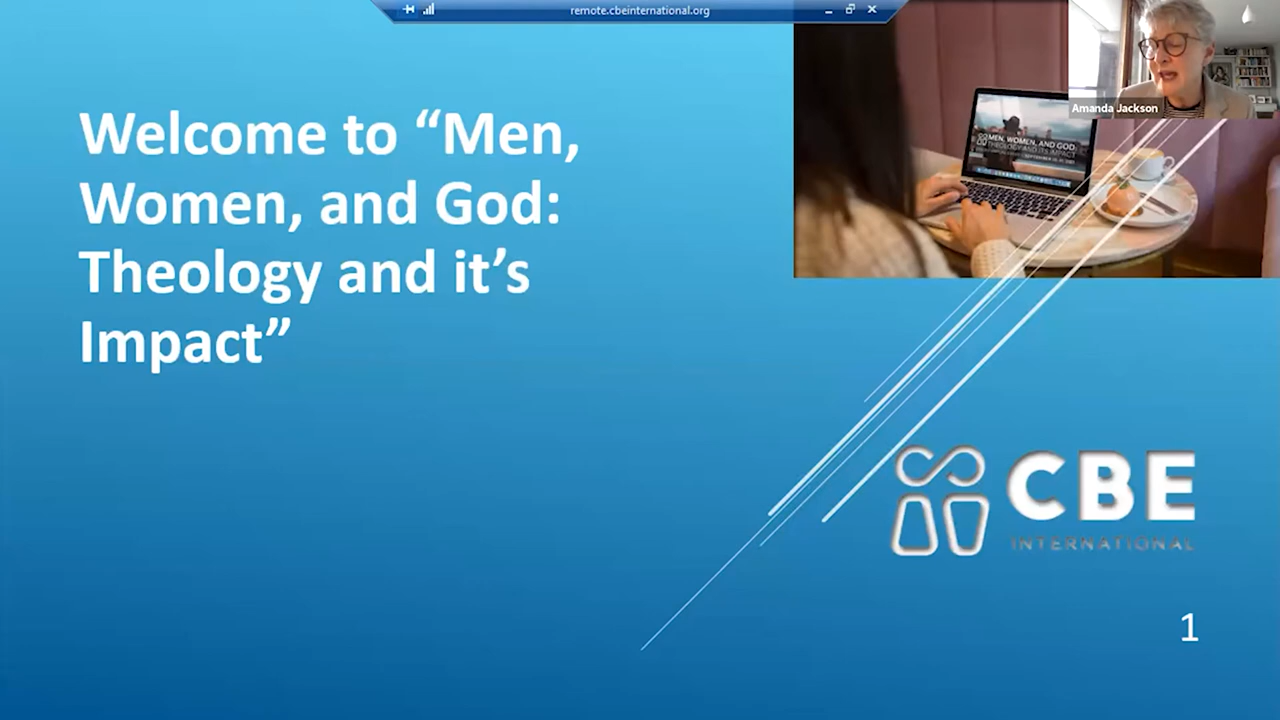 remote.cbeinternational.org
Welcome to “Men,
Women, and God:
Theology and it’s
Impact”
Amanda Jackson
MEN, WOMEN, AND GOD:
THEOLOGY AND ITS IMPACT
CBE
INTERNATIONAL
1